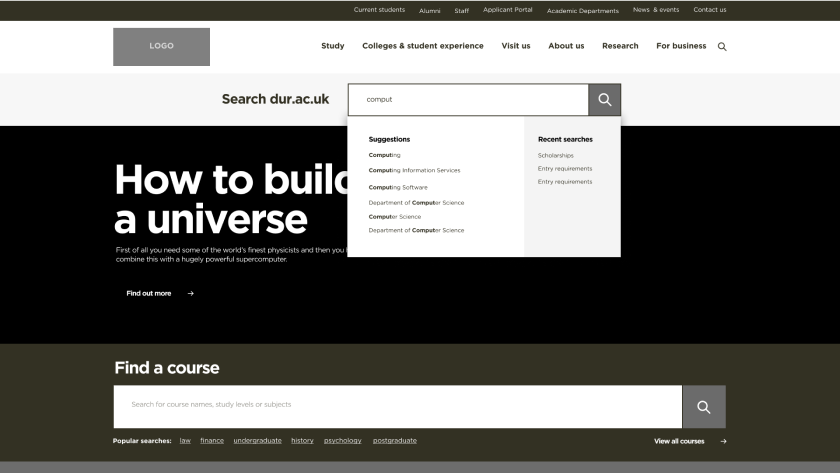 Current students Alumni Staff Applicant Portal Academic Departments News & events Contact us
LOGO
Study Colleges & student experience Visit us About us Research For business
Search dur.ac.uk
comput
Suggestions
Computing
Computing Information Services
Computing Software
Department of Computer Science
Computer Science
Department of Computer Science
Recent searches
Scholarships
Entry requirements
Entry requirements
How to build
a universe
First of all you need some of the world's finest physicists and then you
combine this with a hugely powerful supercomputer.
Find out more
Find a course
Search for course names, study levels or subjects
Popular searches: law finance undergraduate history psychology postgraduate
View all courses